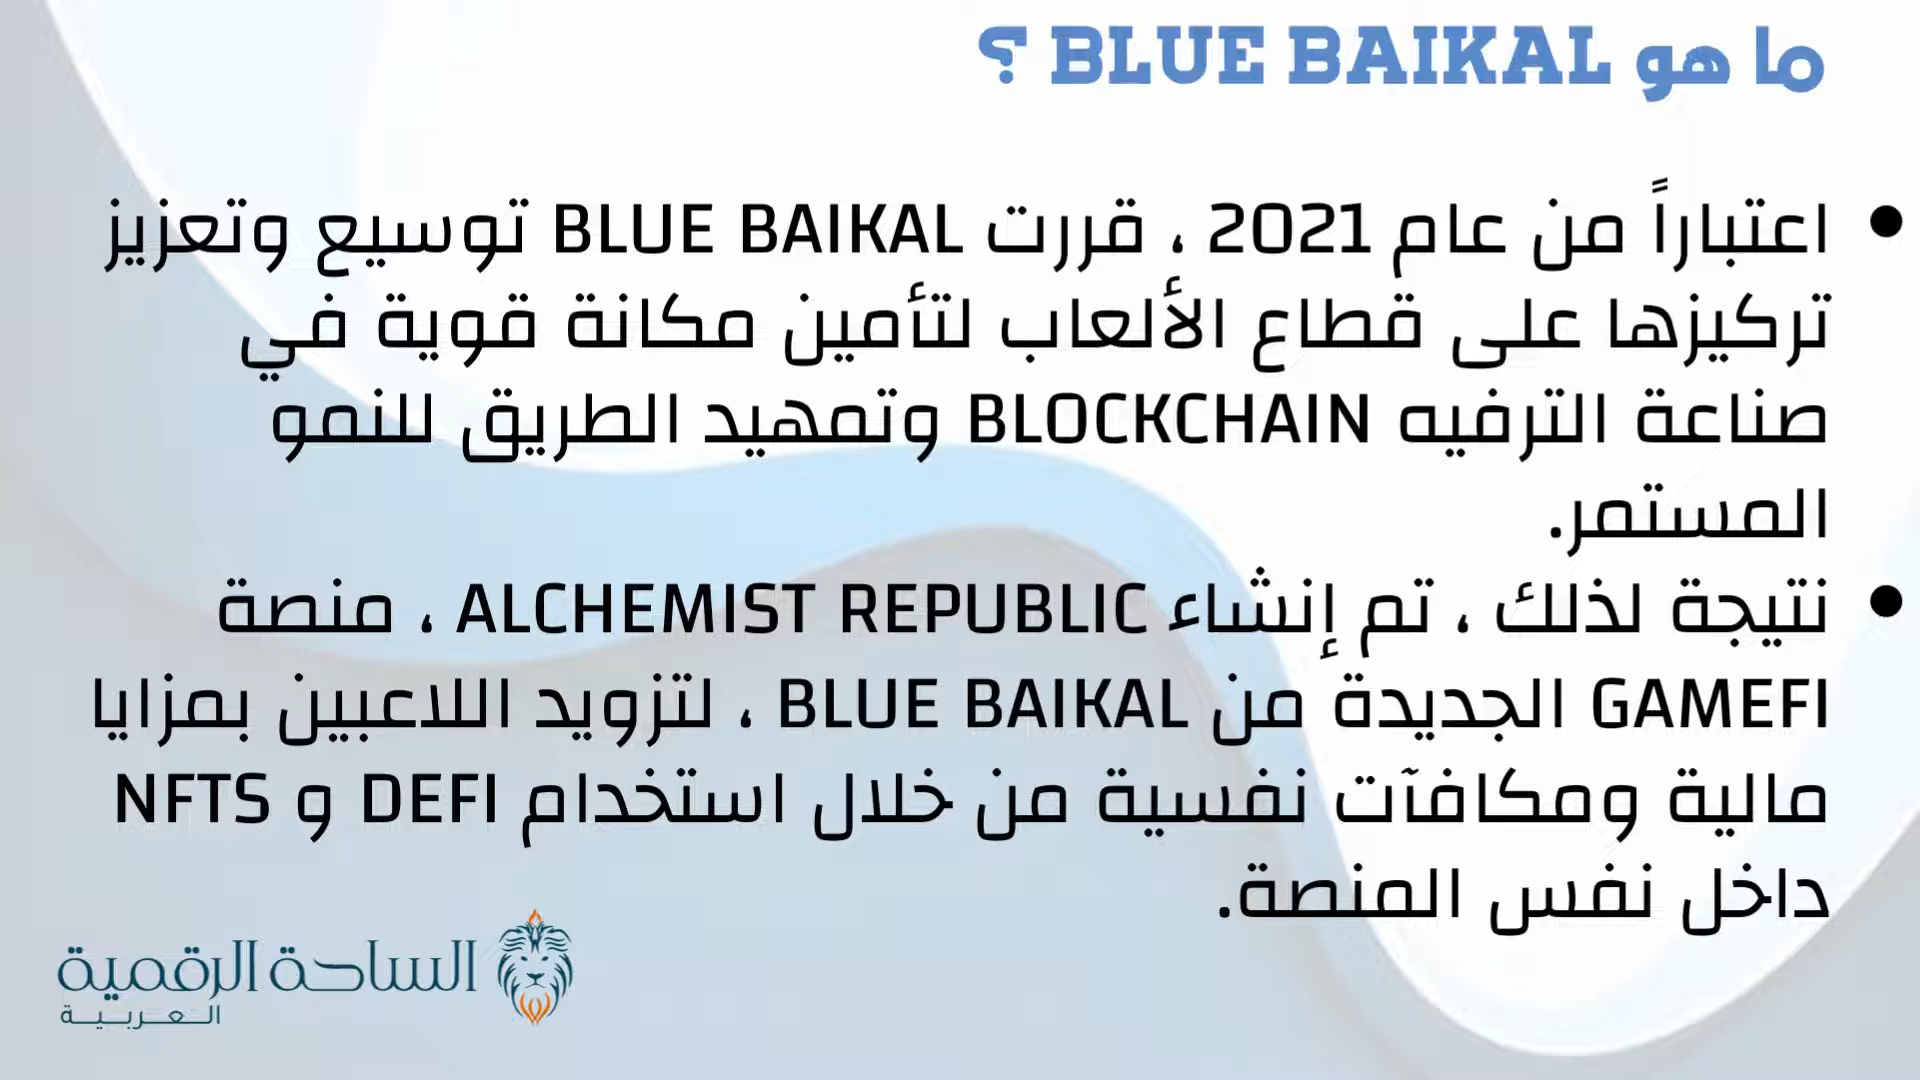 ما هو BLUE BAIKAL ؟
• اعتباراً من عام 2021 ، قررت BLUE BAIKAL توسيع وتعزيز
تركيزها على قطاع الألعاب لتأمين مكانة قوية في
صناعة الترفيه BLOCKCHAIN وتمهيد الطريق للنمو
المستمر.
• نتيجة لذلك ، تم إنشاء ALCHEMIST REPUBLIC ، منصة
GAMEFI الجديدة من BLUE BAIKAL ، لتزويد اللاعبين بمزايا
مالية ومكافآت نفسية من خلال استخدام DEFI و NFTS
داخل نفس المنصة.
الساحة الرقمية
العربية